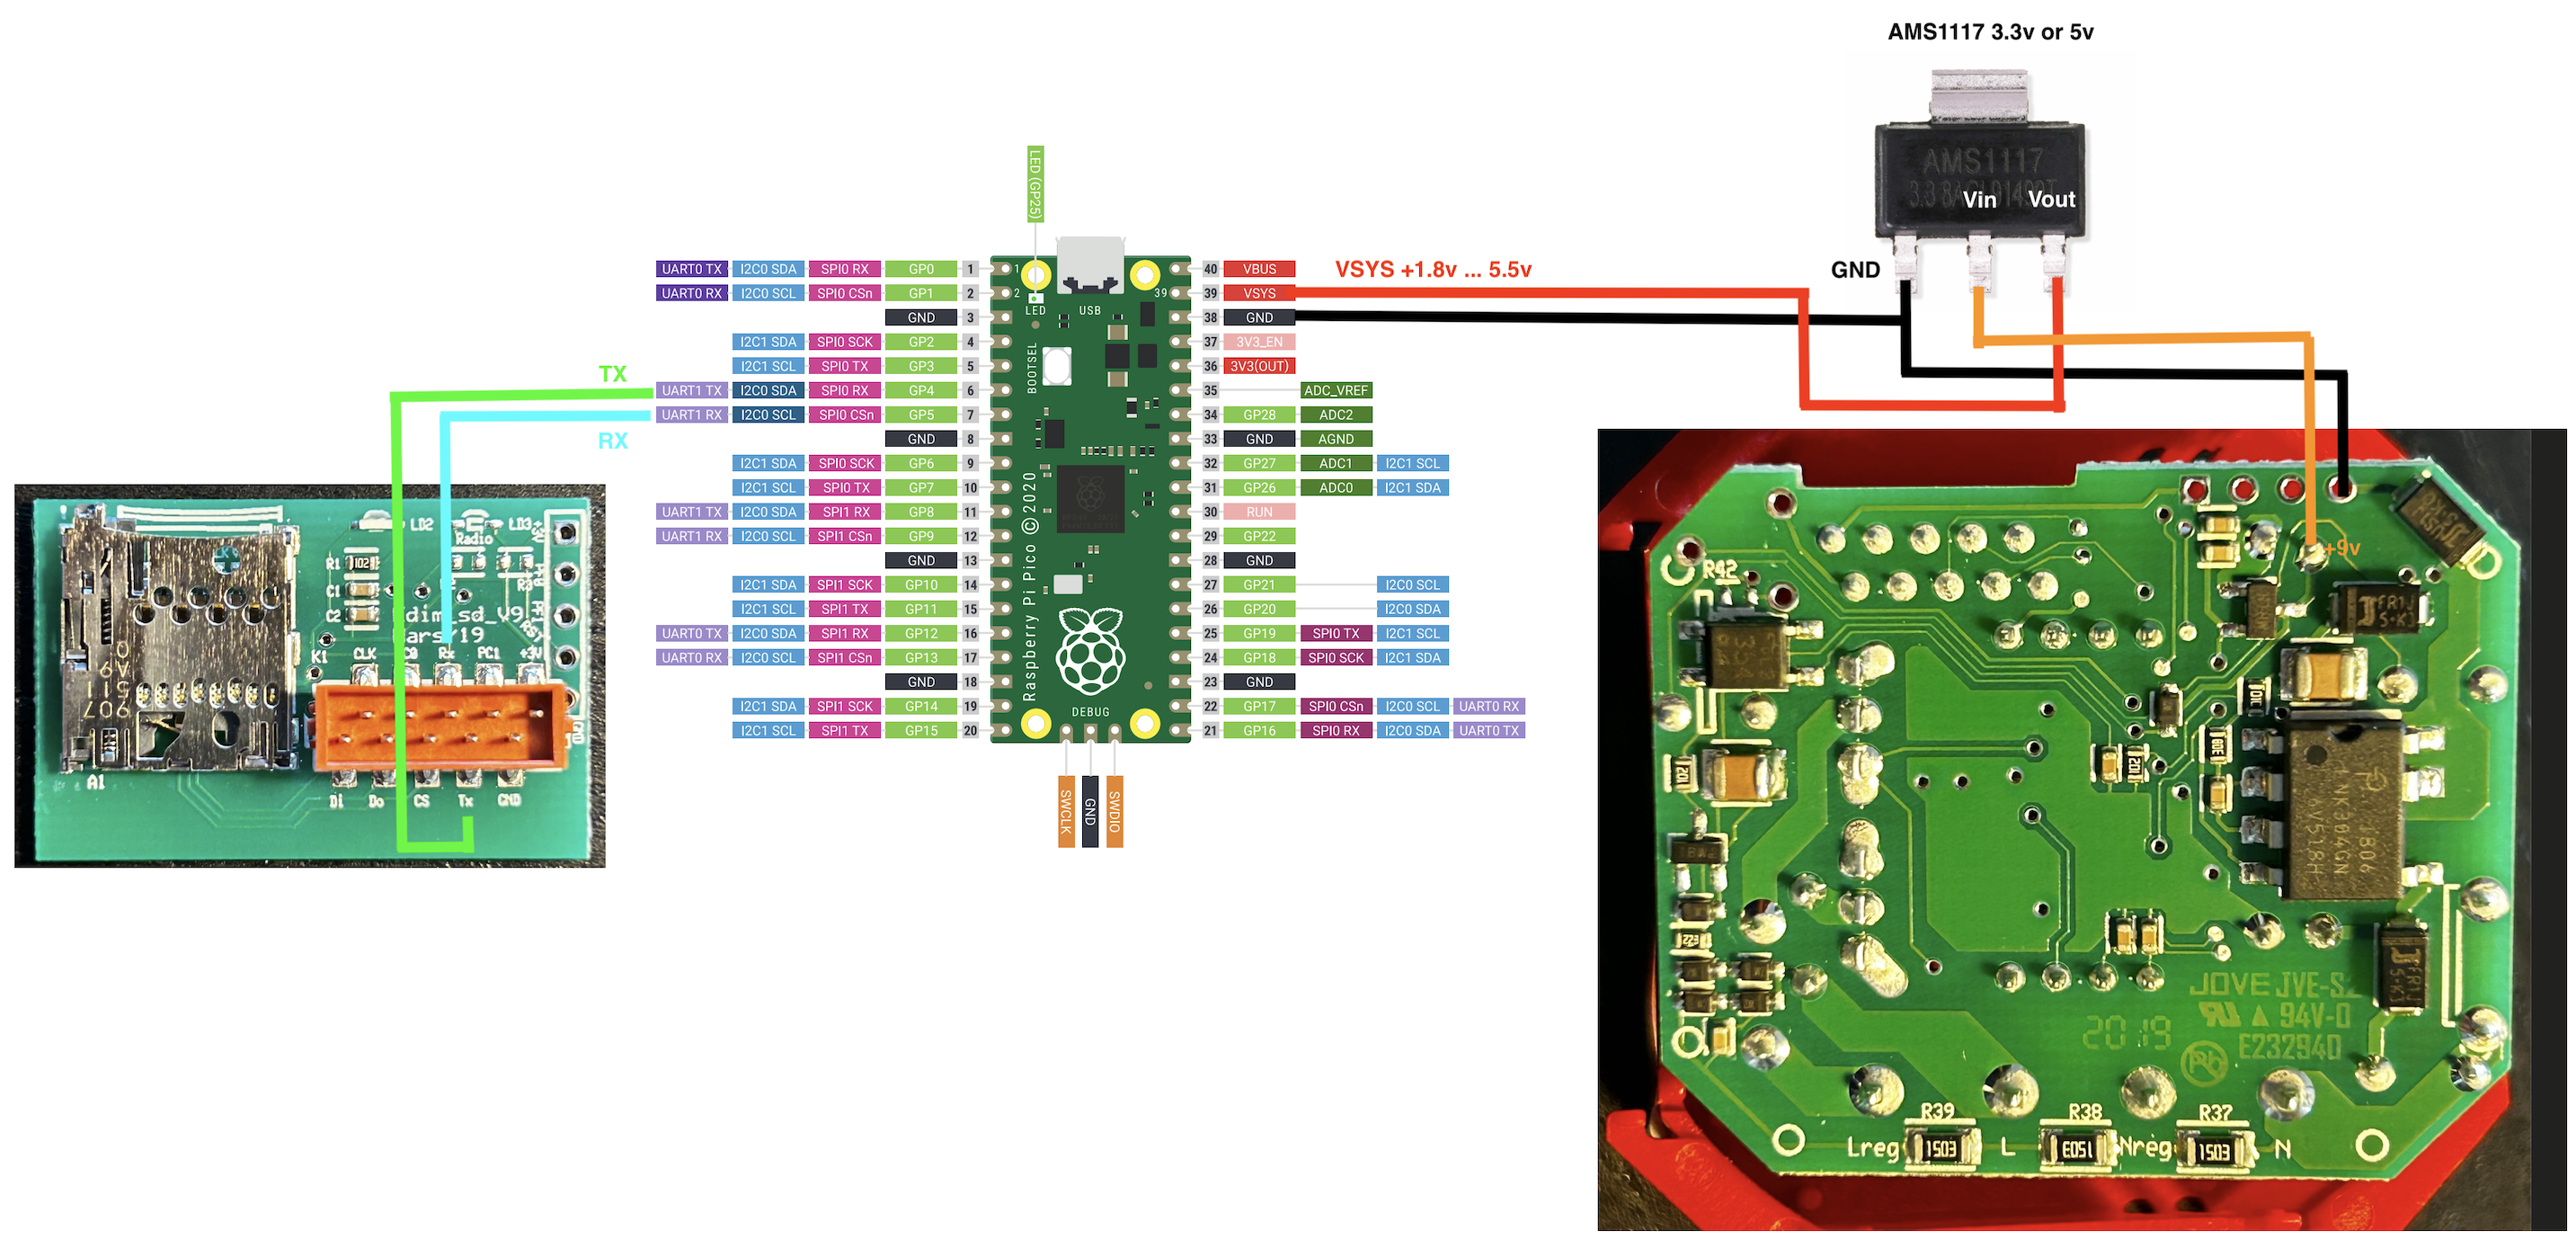 AMS1117 3.3v or 5v
AMS1117
Vin Vout
GND
LED (GP25)
UART0 TX I2C0 SDA SPI0 RX GP0 1
UART0 RX I2C0 SCL SPI0 CSn GP1 2
GND 3
I2C1 SDA SPI0 SCK GP2 4
I2C1 SCL SPI0 TX GP3 5
TX
UART1 TX I2C0 SDA SPI0 RX GP4 6
UART1 RX I2C0 SCL SPI0 CSn GP5 7
RX
GND 8
I2C1 SDA SPI0 SCK GP6 9
I2C1 SCL SPI0 TX GP7 10
UART1 TX I2C0 SDA SPI1 RX GP8 11
UART1 RX I2C0 SCL SPI1 CSn GP9 12
GND 13
I2C1 SDA SPI1 SCK GP10 14
I2C1 SCL SPI1 TX GP11 15
UART0 TX I2C0 SDA SPI1 RX GP12 16
UART0 RX I2C0 SCL SPI1 CSn GP13 17
GND 18
I2C1 SDA SPI1 SCK GP14 19
I2C1 SCL SPI1 TX GP15 20
1
2
39
LED
USB
BOOTSEL
Raspberry Pi Pico © 2020
DEBUG
SWCLK
GND
SWDIO
40 VBUS
VSYS +1.8v ... 5.5v
39 VSYS
38 GND
37 3V3_EN
36 3V3(OUT)
35 ADC_VREF
34 GP28 ADC2
33 GND AGND
32 GP27 ADC1 I2C1 SCL
31 GP26 ADC0 I2C1 SDA
30 RUN
29 GP22
28 GND
27 GP21 I2C0 SCL
26 GP20 I2C0 SDA
25 GP19 SPI0 TX I2C1 SCL
24 GP18 SPI0 SCK I2C1 SDA
23 GND
22 GP17 SPI0 CSn I2C0 SCL UART0 RX
21 GP16 SPI0 RX I2C0 SDA UART0 TX
LD2
LD3
Radio
R1
102
C1
C2
K1
CLK
Rx PC1 +3V
A1
Di Do CS Tx GND
+9v
R42
JOVE
94V-0
E232940
2019
Pb
R39 R38 R37
Lreg 1503 L Nreg 1503 N